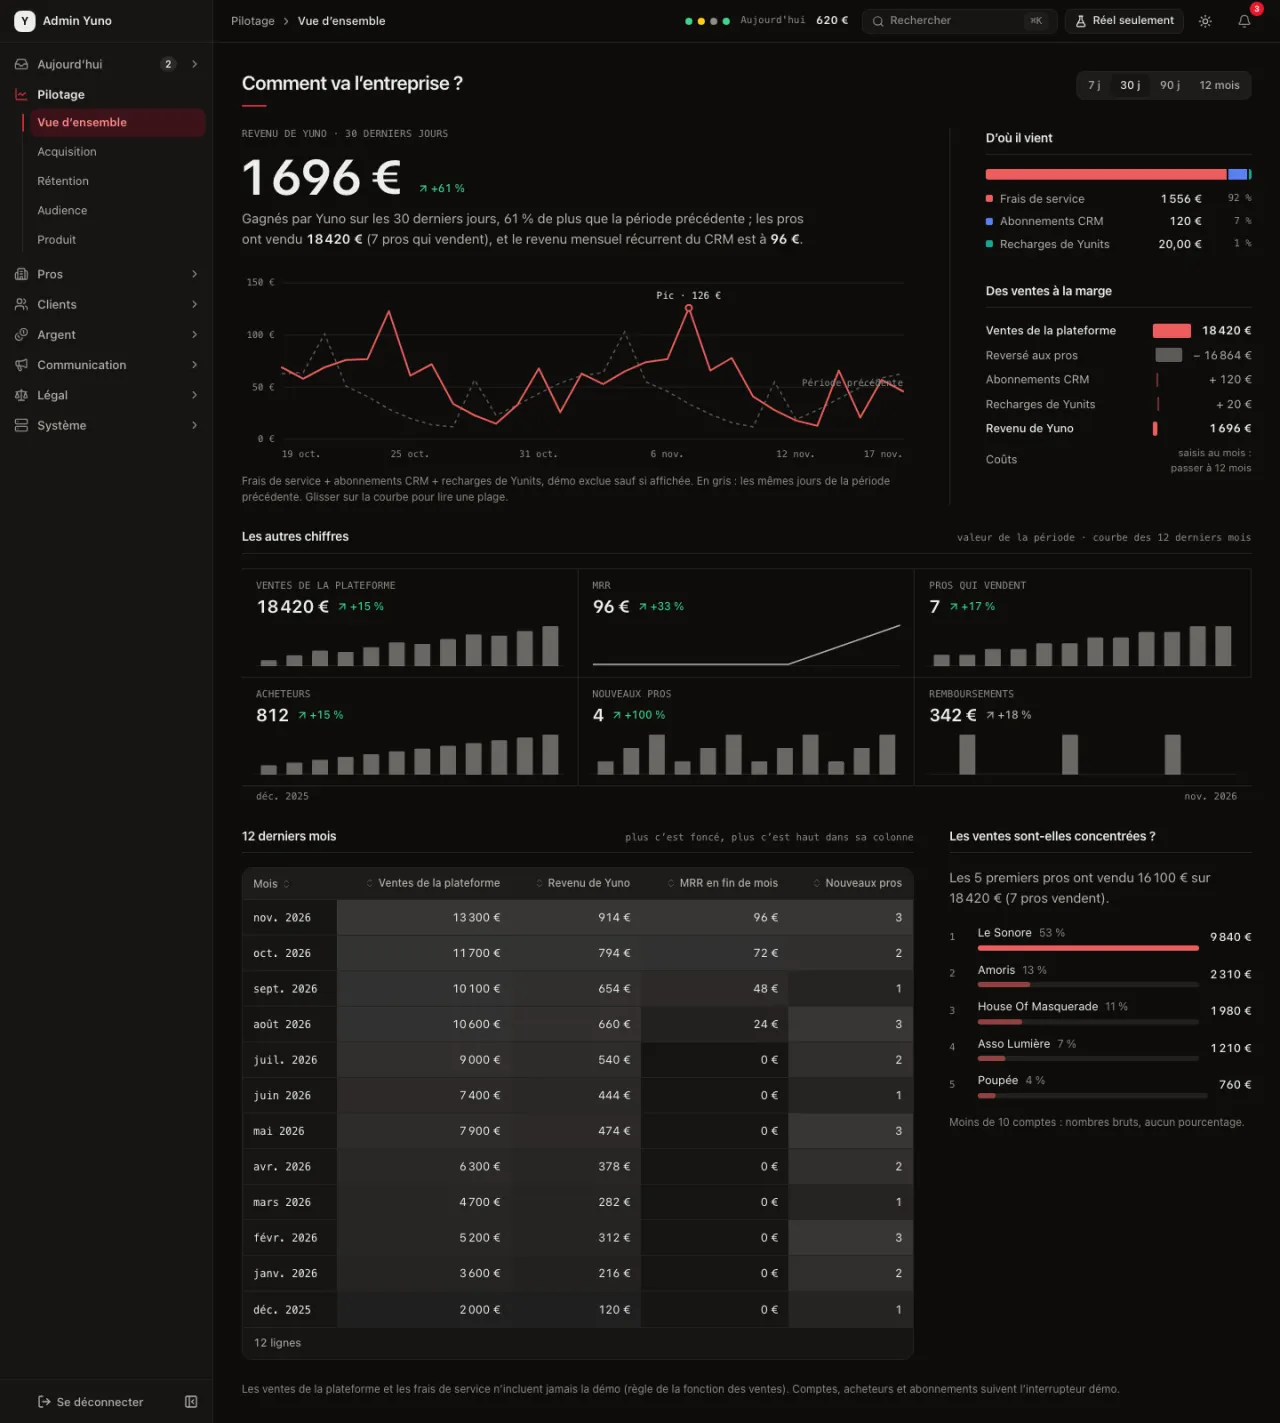 Y Admin Yuno
Pilotage > Vue d’ensemble
Aujourd'hui 620 €
Rechercher ⌘K
Réel seulement
3
Aujourd’hui 2
Pilotage
Vue d’ensemble
Acquisition
Rétention
Audience
Produit
Pros
Clients
Argent
Communication
Légal
Système
Se déconnecter
Comment va l’entreprise ?
7 j 30 j 90 j 12 mois
REVENU DE YUNO · 30 DERNIERS JOURS
1 696 € ↗ +61 %
Gagnés par Yuno sur les 30 derniers jours, 61 % de plus que la période précédente ; les pros
ont vendu 18 420 € (7 pros qui vendent), et le revenu mensuel récurrent du CRM est à 96 €.
150 €
100 €
50 €
0 €
Pic · 126 €
Période précédente
19 oct. 25 oct. 31 oct. 6 nov. 12 nov. 17 nov.
Frais de service + abonnements CRM + recharges de Yunits, démo exclue sauf si affichée. En gris : les mêmes jours de la période
précédente. Glisser sur la courbe pour lire une plage.
D’où il vient
Frais de service 1 556 € 92 %
Abonnements CRM 120 € 7 %
Recharges de Yunits 20,00 € 1 %
Des ventes à la marge
Ventes de la plateforme 18 420 €
Reversé aux pros − 16 864 €
Abonnements CRM + 120 €
Recharges de Yunits + 20 €
Revenu de Yuno 1 696 €
Coûts saisis au mois :
passer à 12 mois
Les autres chiffres
valeur de la période · courbe des 12 derniers mois
VENTES DE LA PLATEFORME
18 420 € ↗ +15 %
MRR
96 € ↗ +33 %
PROS QUI VENDENT
7 ↗ +17 %
ACHETEURS
812 ↗ +15 %
NOUVEAUX PROS
4 ↗ +100 %
REMBOURSEMENTS
342 € ↗ +18 %
déc. 2025 nov. 2026
12 derniers mois
plus c’est foncé, plus c’est haut dans sa colonne
Mois Ventes de la plateforme Revenu de Yuno MRR en fin de mois Nouveaux pros
nov. 2026 13 300 € 914 € 96 € 3
oct. 2026 11 700 € 794 € 72 € 2
sept. 2026 10 100 € 654 € 48 € 1
août 2026 10 600 € 660 € 24 € 3
juil. 2026 9 000 € 540 € 0 € 2
juin 2026 7 400 € 444 € 0 € 1
mai 2026 7 900 € 474 € 0 € 3
avr. 2026 6 300 € 378 € 0 € 2
mars 2026 4 700 € 282 € 0 € 1
févr. 2026 5 200 € 312 € 0 € 3
janv. 2026 3 600 € 216 € 0 € 2
déc. 2025 2 000 € 120 € 0 € 1
12 lignes
Les ventes sont-elles concentrées ?
Les 5 premiers pros ont vendu 16 100 € sur
18 420 € (7 pros vendent).
1 Le Sonore 53 % 9 840 €
2 Amoris 13 % 2 310 €
3 House Of Masquerade 11 % 1 980 €
4 Asso Lumière 7 % 1 210 €
5 Poupée 4 % 760 €
Moins de 10 comptes : nombres bruts, aucun pourcentage.
Les ventes de la plateforme et les frais de service n’incluent jamais la démo (règle de la fonction des ventes). Comptes, acheteurs et abonnements suivent l’interrupteur démo.